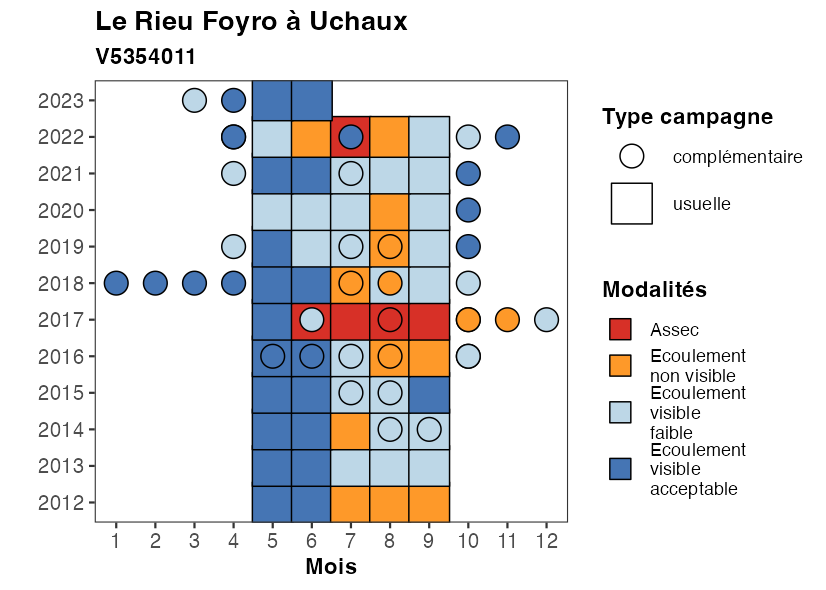 Le Rieu Foyro à Uchaux
V5354011
2023
2022
2021
2020
2019
2018
2017
2016
2015
2014
2013
2012
1 2 3 4 5 6 7 8 9 10 11 12
Mois
Type campagne
complémentaire
usuelle
Modalités
Assec
Ecoulement
non visible
Ecoulement
visible
faible
Ecoulement
visible
acceptable